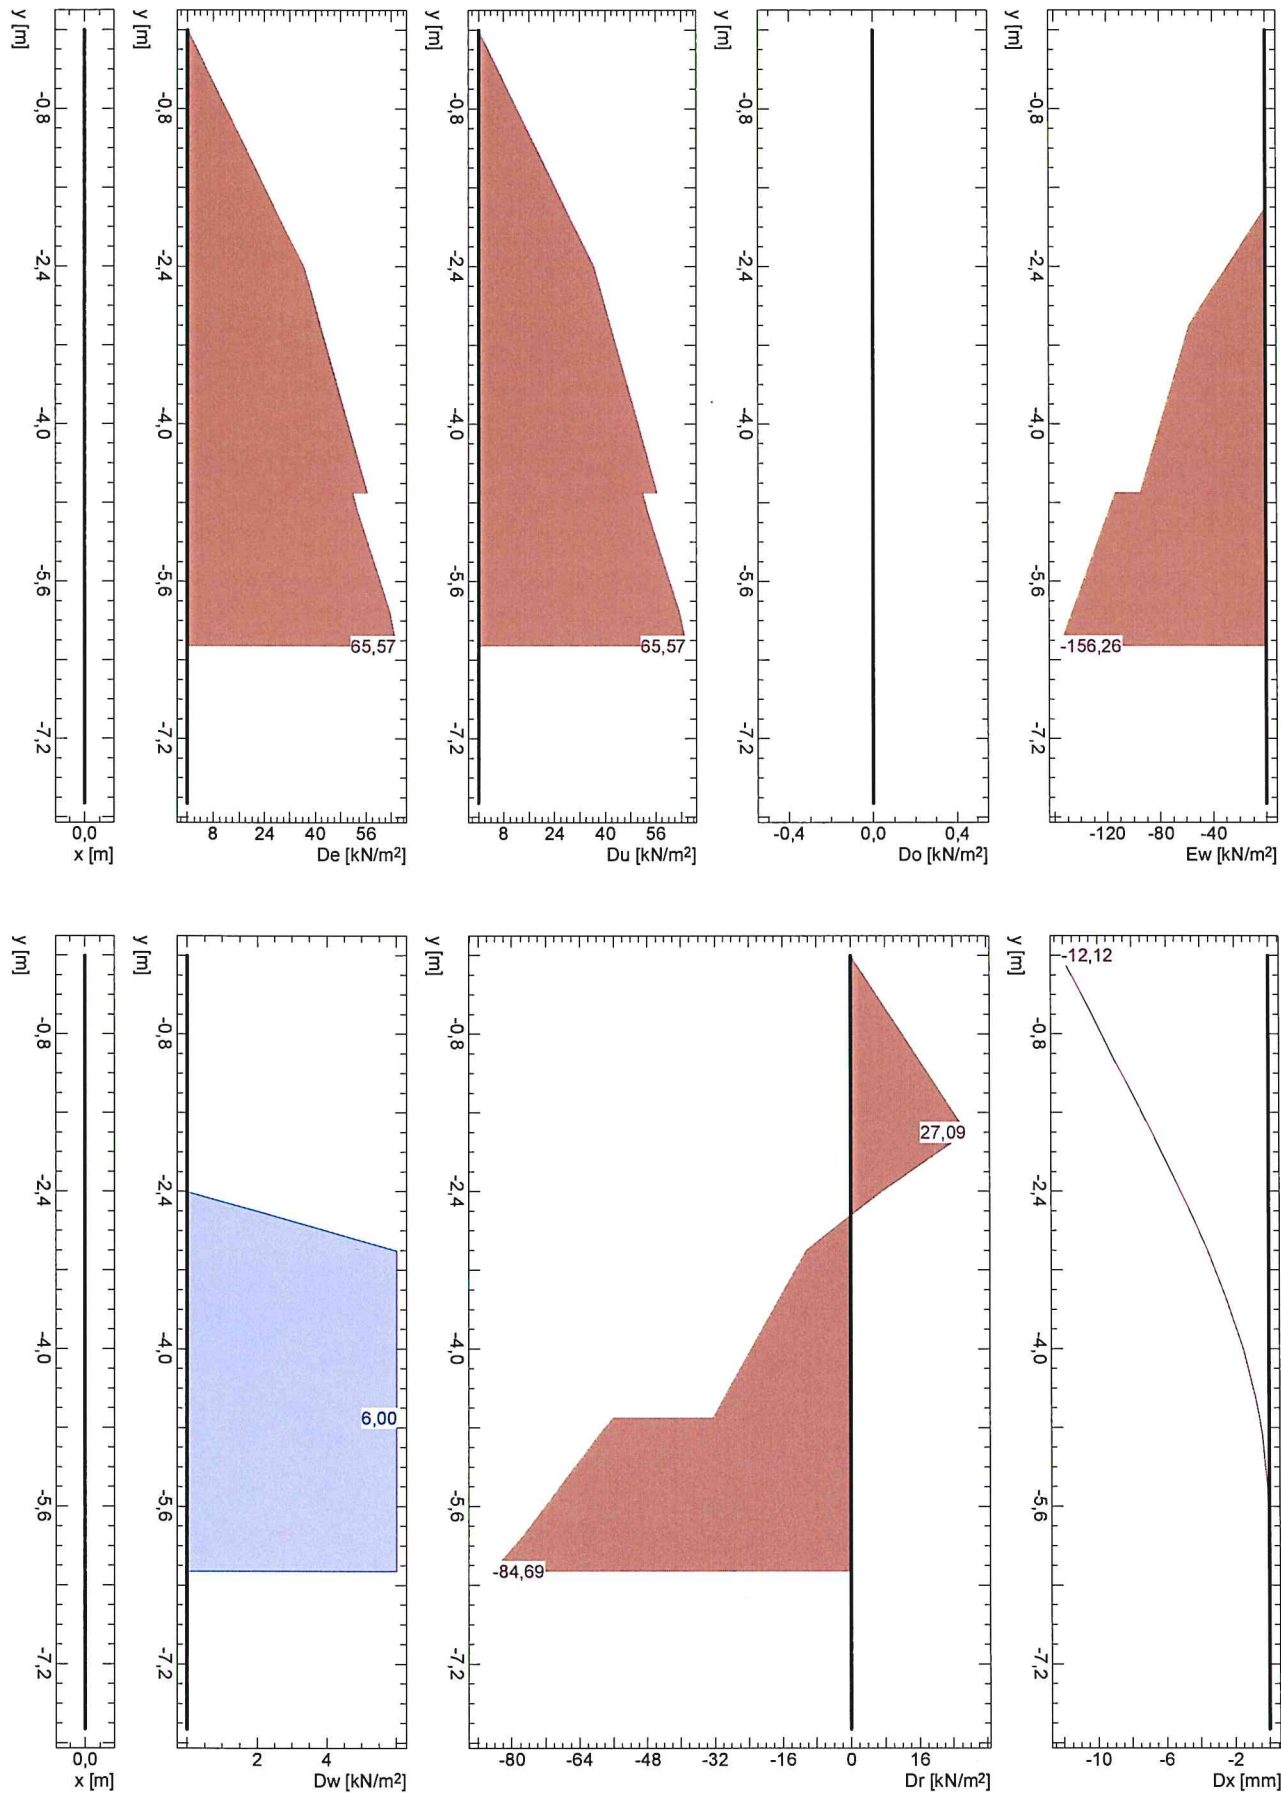 y [m]
-0,8
-2,4
-4,0
-5,6
-7,2
0,0
x [m]
y [m]
-0,8
-2,4
-4,0
-5,6
-7,2
65,57
8 24 40 56
De [kN/m²]
y [m]
-0,8
-2,4
-4,0
-5,6
-7,2
65,57
8 24 40 56
Du [kN/m²]
y [m]
-0,8
-2,4
-4,0
-5,6
-7,2
-0,4 0,0 0,4
Do [kN/m²]
y [m]
-0,8
-2,4
-4,0
-5,6
-7,2
-156,26
-120 -80 -40
Ew [kN/m²]
y [m]
-0,8
-2,4
-4,0
-5,6
-7,2
0,0
x [m]
y [m]
-0,8
-2,4
-4,0
-5,6
-7,2
6,00
2 4
Dw [kN/m²]
y [m]
-0,8
-2,4
-4,0
-5,6
-7,2
27,09
-84,69
-80 -64 -48 -32 -16 0 16
Dr [kN/m²]
y [m]
-12,12
-0,8
-2,4
-4,0
-5,6
-7,2
-10 -6 -2
Dx [mm]